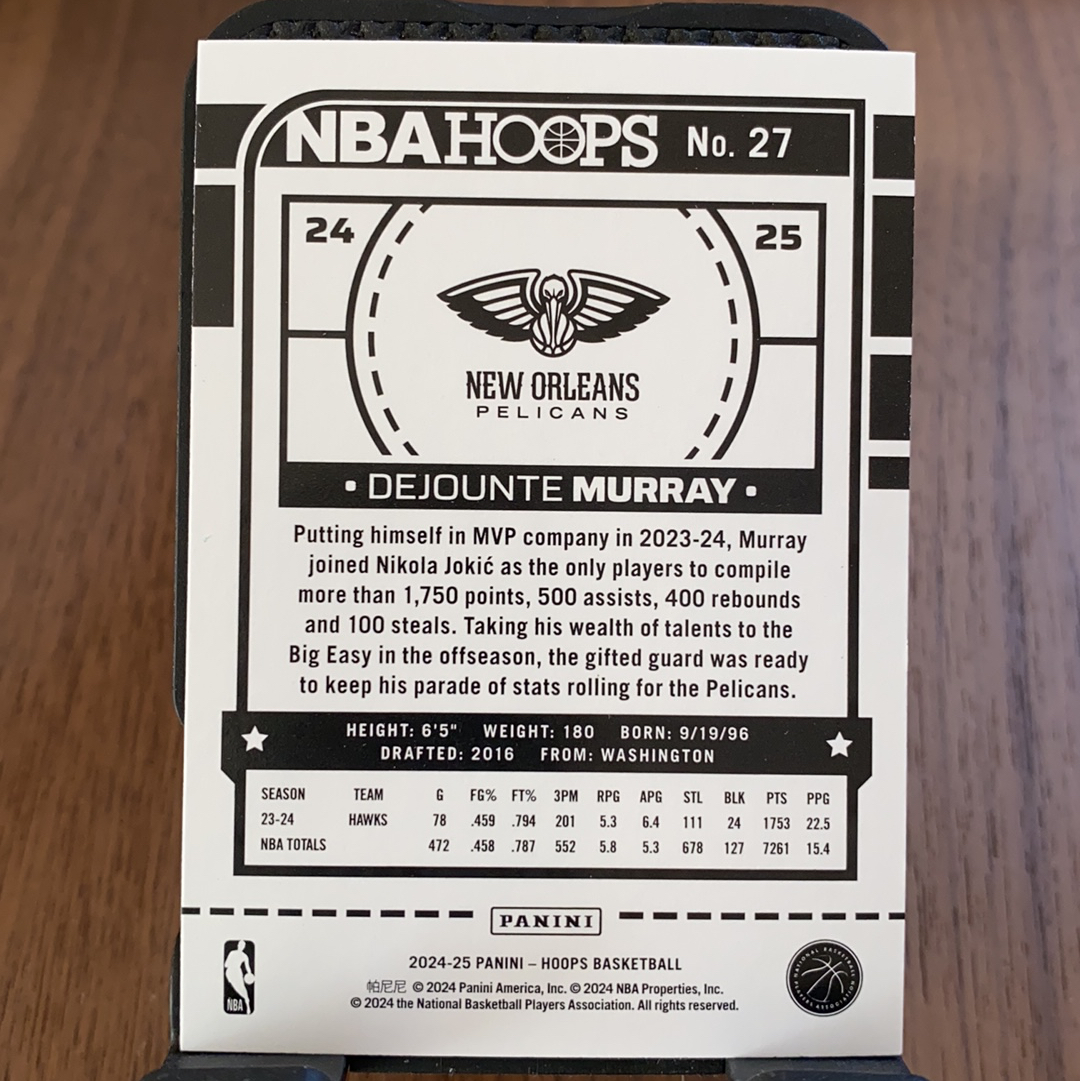 NBA HOOPS No. 27
24 25
NEW ORLEANS
PELICANS
• DEJOUNTE MURRAY •
Putting himself in MVP company in 2023-24, Murray
joined Nikola Jokić as the only players to compile
more than 1,750 points, 500 assists, 400 rebounds
and 100 steals. Taking his wealth of talents to the
Big Easy in the offseason, the gifted guard was ready
to keep his parade of stats rolling for the Pelicans.
HEIGHT: 6'5" WEIGHT: 180 BORN: 9/19/96
DRAFTED: 2016 FROM: WASHINGTON
SEASON TEAM G FG% FT% 3PM RPG APG STL BLK PTS PPG
23-24 HAWKS 78 .459 .794 201 5.3 6.4 111 24 1753 22.5
NBA TOTALS 472 .458 .787 552 5.8 5.3 678 127 7261 15.4
PANINI
2024-25 PANINI – HOOPS BASKETBALL
帕尼尼 © 2024 Panini America, Inc. © 2024 NBA Properties, Inc.
© 2024 the National Basketball Players Association. All rights reserved.
NBA
NATIONAL BASKETBALL
PLAYERS ASSOCIATION